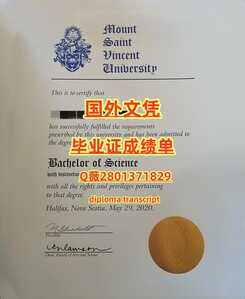 Mount
Saint
Vincent
University
This is to certify that
国外文凭
has successfully fulfilled the requirements
prescribed by this university and has been admitted
to the degree
毕业证成绩单
Bachelor of Science
Q薇2801371829
with all the rights and privileges pertaining
to that degree.
diploma transcript
Halifax, Nova Scotia, May 29, 2020.